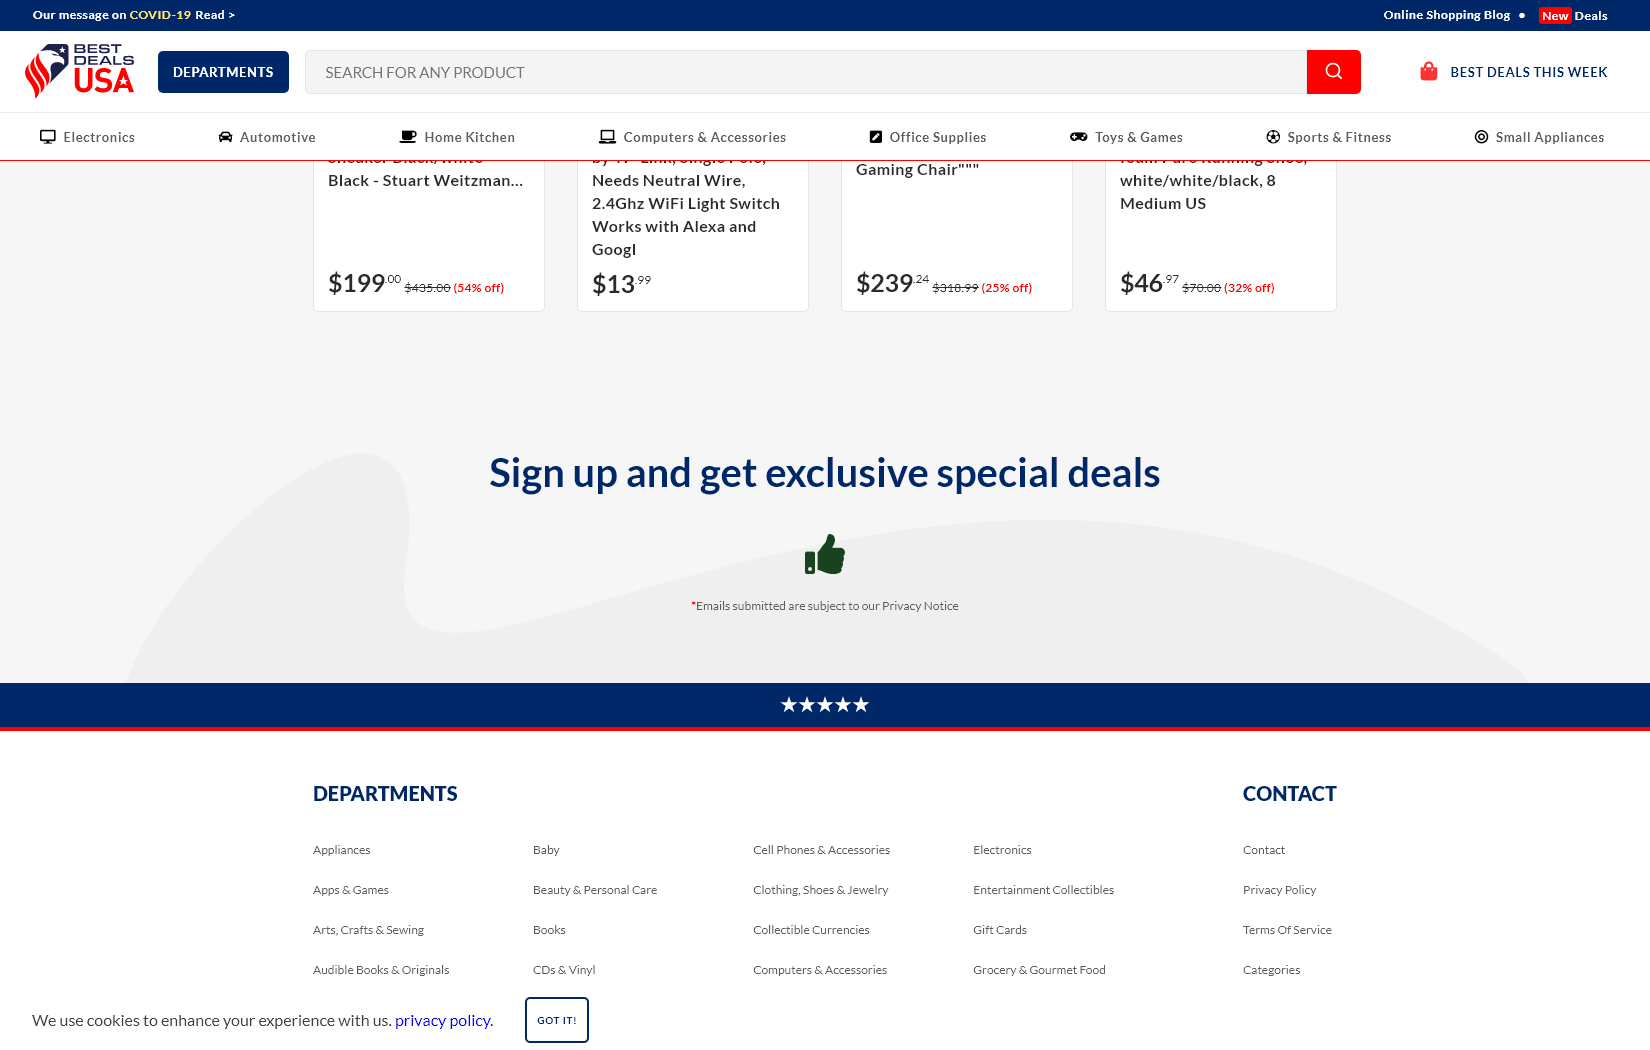 Our message on COVID-19 Read >
Online Shopping Blog • New Deals
BEST DEALS USA
DEPARTMENTS
SEARCH FOR ANY PRODUCT
BEST DEALS THIS WEEK
Electronics
Automotive
Home Kitchen
Computers & Accessories
Office Supplies
Toys & Games
Sports & Fitness
Small Appliances
Black - Stuart Weitzman...
$199.00 $435.00 (54% off)
Needs Neutral Wire,
2.4Ghz WiFi Light Switch
Works with Alexa and
Googl
$13.99
Gaming Chair"""
$239.24 $318.99 (25% off)
white/white/black, 8
Medium US
$46.97 $70.00 (32% off)
Sign up and get exclusive special deals
*Emails submitted are subject to our Privacy Notice
★★★★★
DEPARTMENTS
CONTACT
Appliances
Baby
Cell Phones & Accessories
Electronics
Contact
Apps & Games
Beauty & Personal Care
Clothing, Shoes & Jewelry
Entertainment Collectibles
Privacy Policy
Arts, Crafts & Sewing
Books
Collectible Currencies
Gift Cards
Terms Of Service
Audible Books & Originals
CDs & Vinyl
Computers & Accessories
Grocery & Gourmet Food
Categories
We use cookies to enhance your experience with us. privacy policy.
GOT IT!